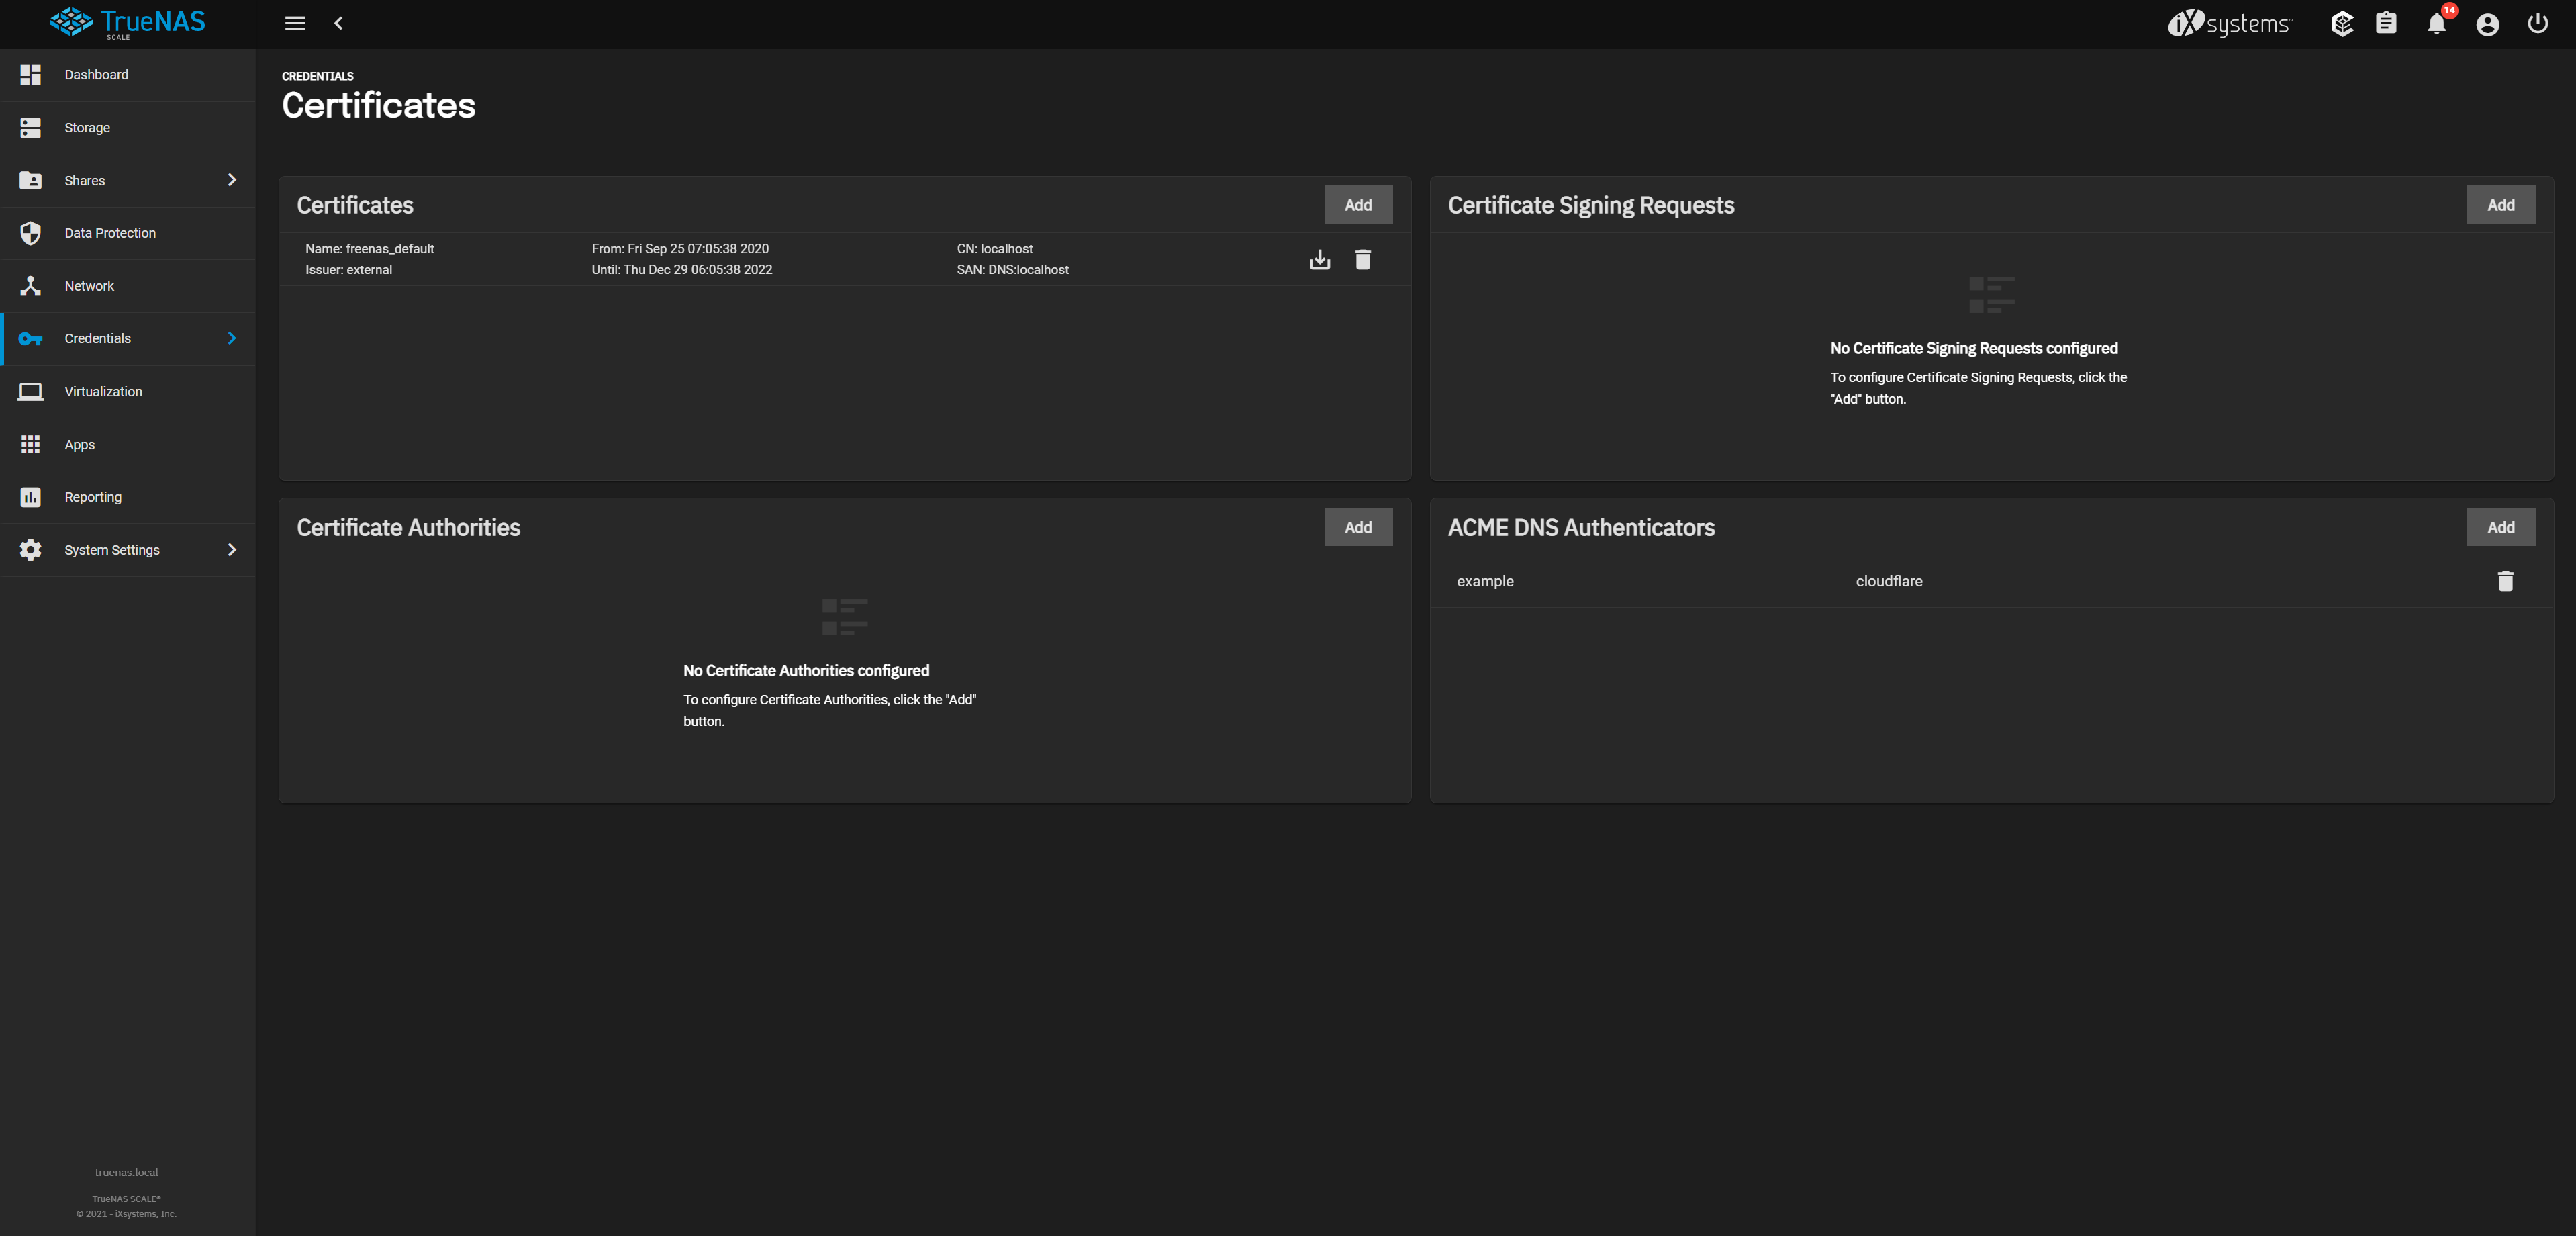 TrueNAS
SCALE
iXsystems™
14
Dashboard
Storage
Shares
Data Protection
Network
Credentials
Virtualization
Apps
Reporting
System Settings
truenas.local
TrueNAS SCALE®
© 2021 - iXsystems, Inc.
CREDENTIALS
Certificates
Certificates
Add
Name: freenas_default
Issuer: external
From: Fri Sep 25 07:05:38 2020
Until: Thu Dec 29 06:05:38 2022
CN: localhost
SAN: DNS:localhost
Certificate Signing Requests
Add
No Certificate Signing Requests configured
To configure Certificate Signing Requests, click the
"Add" button.
Certificate Authorities
Add
No Certificate Authorities configured
To configure Certificate Authorities, click the "Add"
button.
ACME DNS Authenticators
Add
example
cloudflare